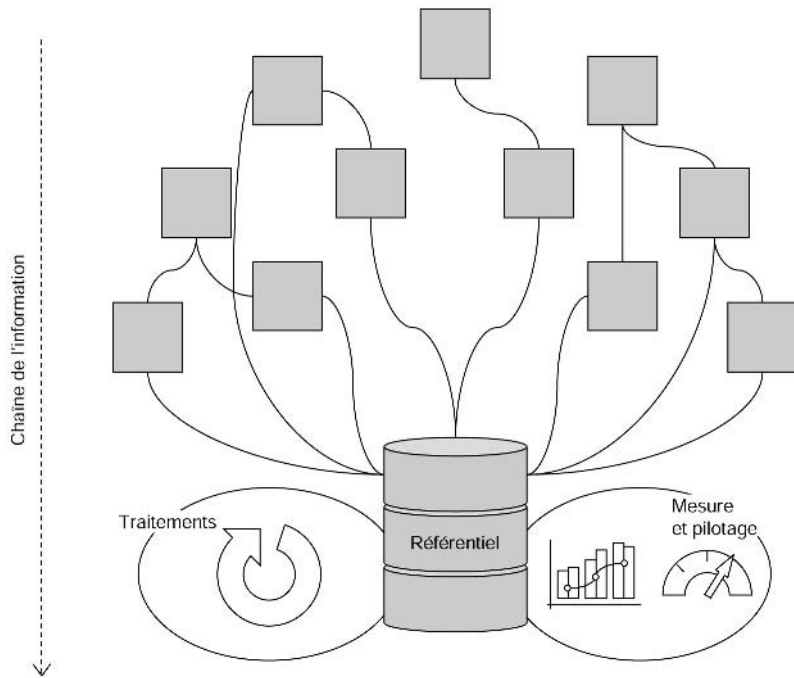 Chaîne de l'information
Traitements
Référentiel
Mesure
et pilotage